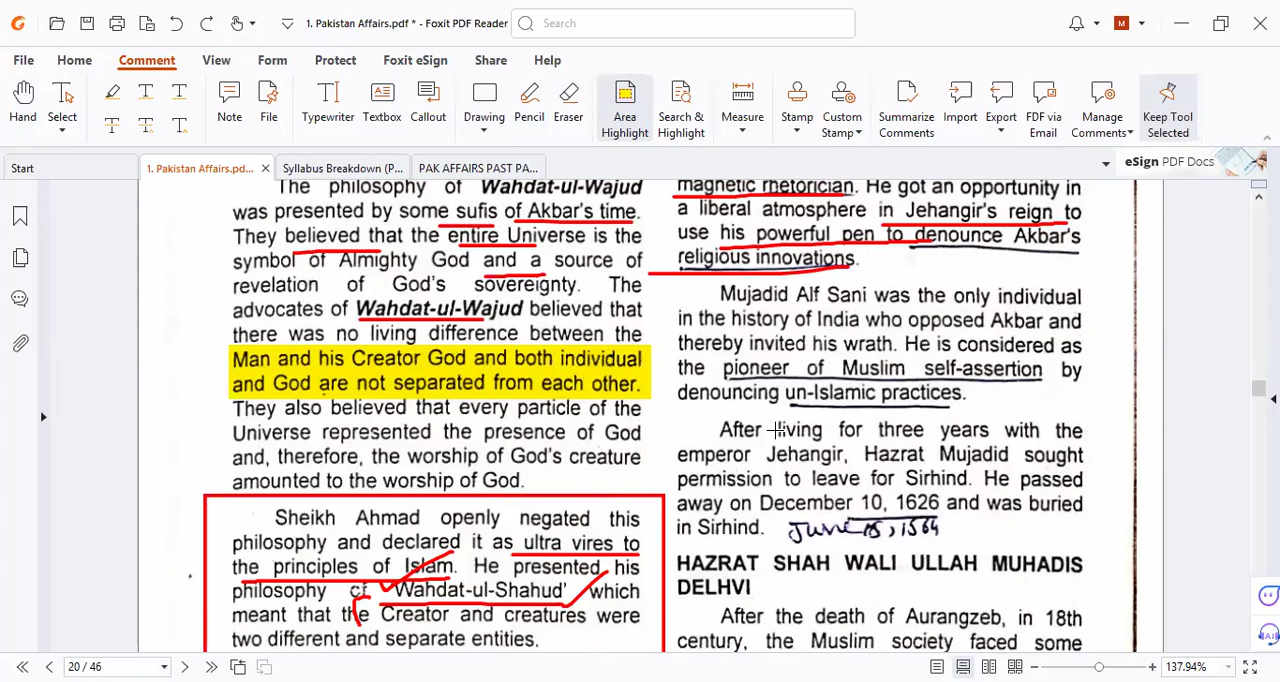 1. Pakistan Affairs.pdf * - Foxit PDF Reader
Search
M
File Home Comment View Form Protect Foxit eSign Share Help
Hand Select Note File Typewriter Textbox Callout Drawing Pencil Eraser Area Highlight Search & Highlight Measure Stamp Custom Stamp Summarize Comments Import Export FDF via Email Manage Comments Keep Tool Selected
Start 1. Pakistan Affairs.pd... Syllabus Breakdown (P... PAK AFFAIRS PAST PA... eSign PDF Docs
The philosophy of Wahdat-ul-Wajud
was presented by some sufis of Akbar's time.
They believed that the entire Universe is the
symbol of Almighty God and a source of
revelation of God's sovereignty. The
advocates of Wahdat-ul-Wajud believed that
there was no living difference between the
Man and his Creator God and both individual
and God are not separated from each other.
They also believed that every particle of the
Universe represented the presence of God
and, therefore, the worship of God's creature
amounted to the worship of God.
Sheikh Ahmad openly negated this
philosophy and declared it as ultra vires to
the principles of Islam. He presented his
philosophy of 'Wahdat-ul-Shahud' which
meant that the Creator and creatures were
two different and separate entities.
magnetic rhetorician. He got an opportunity in
a liberal atmosphere in Jehangir's reign to
use his powerful pen to denounce Akbar's
religious innovations.
Mujadid Alf Sani was the only individual
in the history of India who opposed Akbar and
thereby invited his wrath. He is considered as
the pioneer of Muslim self-assertion by
denouncing un-Islamic practices.
After living for three years with the
emperor Jehangir, Hazrat Mujadid sought
permission to leave for Sirhind. He passed
away on December 10, 1626 and was buried
in Sirhind. June 15, 1564
HAZRAT SHAH WALI ULLAH MUHADIS
DELHVI
After the death of Aurangzeb, in 18th
century, the Muslim society faced some
20 / 46
137.94%